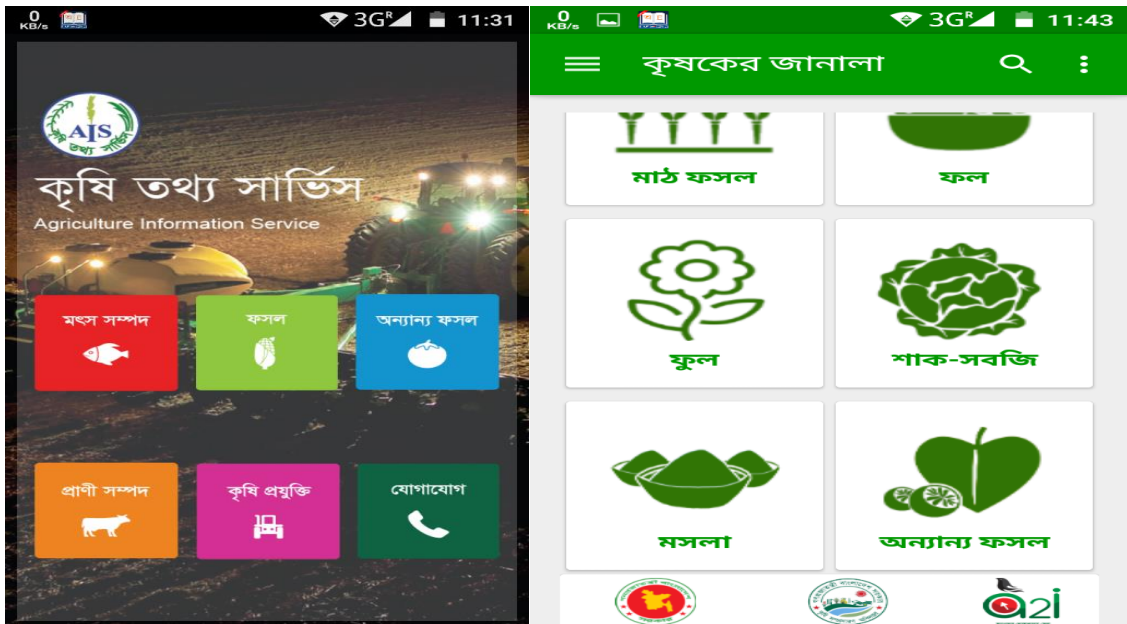 0
KB/s
3G R
11:31
AIS
কৃষি তথ্য সার্ভিস
কৃষি তথ্য সার্ভিস
Agriculture Information Service
মৎস সম্পদ
ফসল
অন্যান্য ফসল
প্রাণী সম্পদ
কৃষি প্রযুক্তি
যোগাযোগ
0
KB/s
3G R
11:43
কৃষকের জানালা
মাঠ ফসল
ফল
ফুল
শাক-সবজি
মসলা
অন্যান্য ফসল
a2i